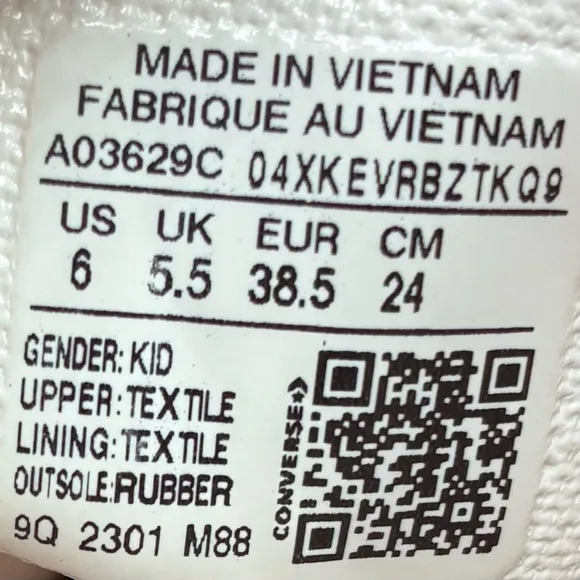 MADE IN VIETNAM
FABRIQUE AU VIETNAM
A03629C 04XKEVRBZTKQ9
US UK EUR CM
6 5.5 38.5 24
GENDER: KID
UPPER: TEXTILE
LINING: TEXTILE
OUTSOLE: RUBBER
9Q 2301 M88
CONVERSE